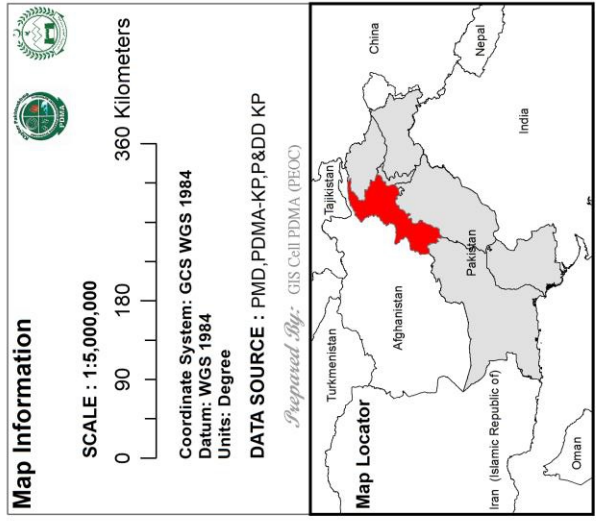 Map Information
SCALE : 1:5,000,000
0 90 180 360 Kilometers
Coordinate System: GCS WGS 1984
Datum: WGS 1984
Units: Degree
DATA SOURCE : PMD,PDMA-KP,P&DD KP
Prepared By: GIS Cell PDMA (PEOC)
PDMA
Map Locator
Turkmenistan
Tajikistan
China
Afghanistan
Pakistan
Nepal
India
Iran (Islamic Republic of)
Oman